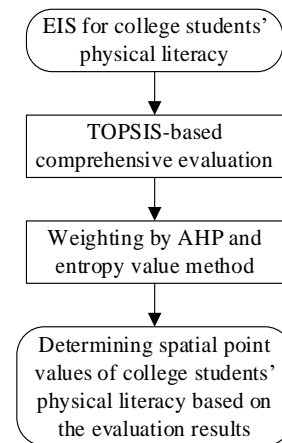 EIS for college students’
physical literacy
TOPSIS-based
comprehensive evaluation
Weighting by AHP and
entropy value method
Determining spatial point
values of college students’
physical literacy based on
the evaluation results